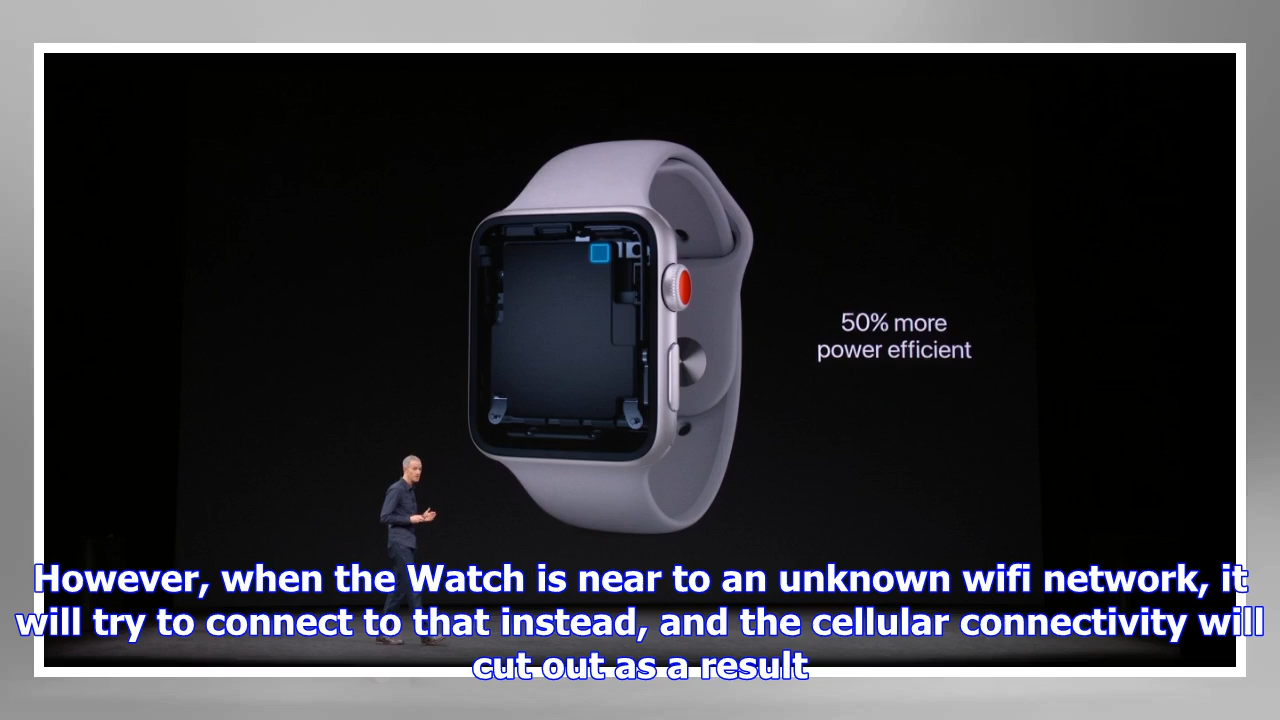 50% more
power efficient
However, when the Watch is near to an unknown wifi network, it
will try to connect to that instead, and the cellular connectivity will
cut out as a result